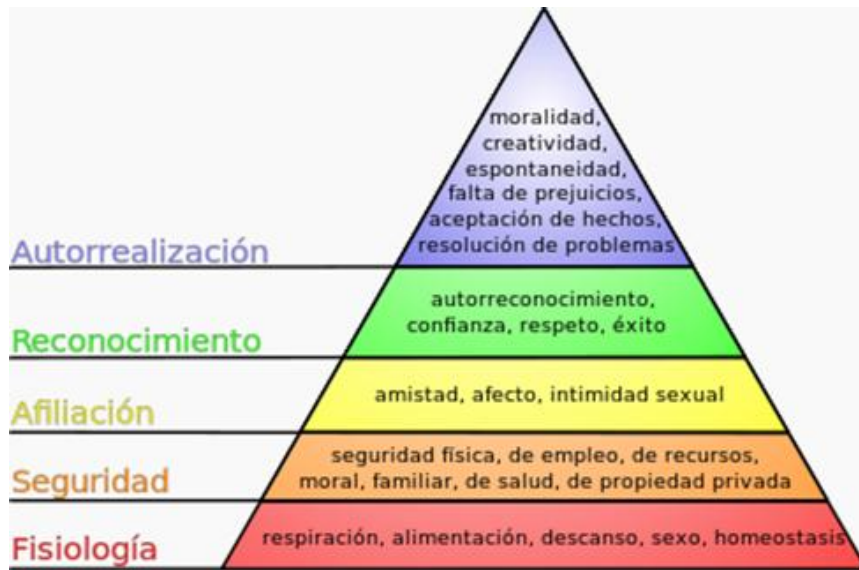 moralidad,
creatividad,
espontaneidad,
falta de prejuicios,
aceptación de hechos,
resolución de problemas
Autorrealización
autorreconocimiento,
confianza, respeto, éxito
Reconocimiento
amistad, afecto, intimidad sexual
Afiliación
seguridad física, de empleo, de recursos,
moral, familiar, de salud, de propiedad privada
Seguridad
respiración, alimentación, descanso, sexo, homeostasis
Fisiología